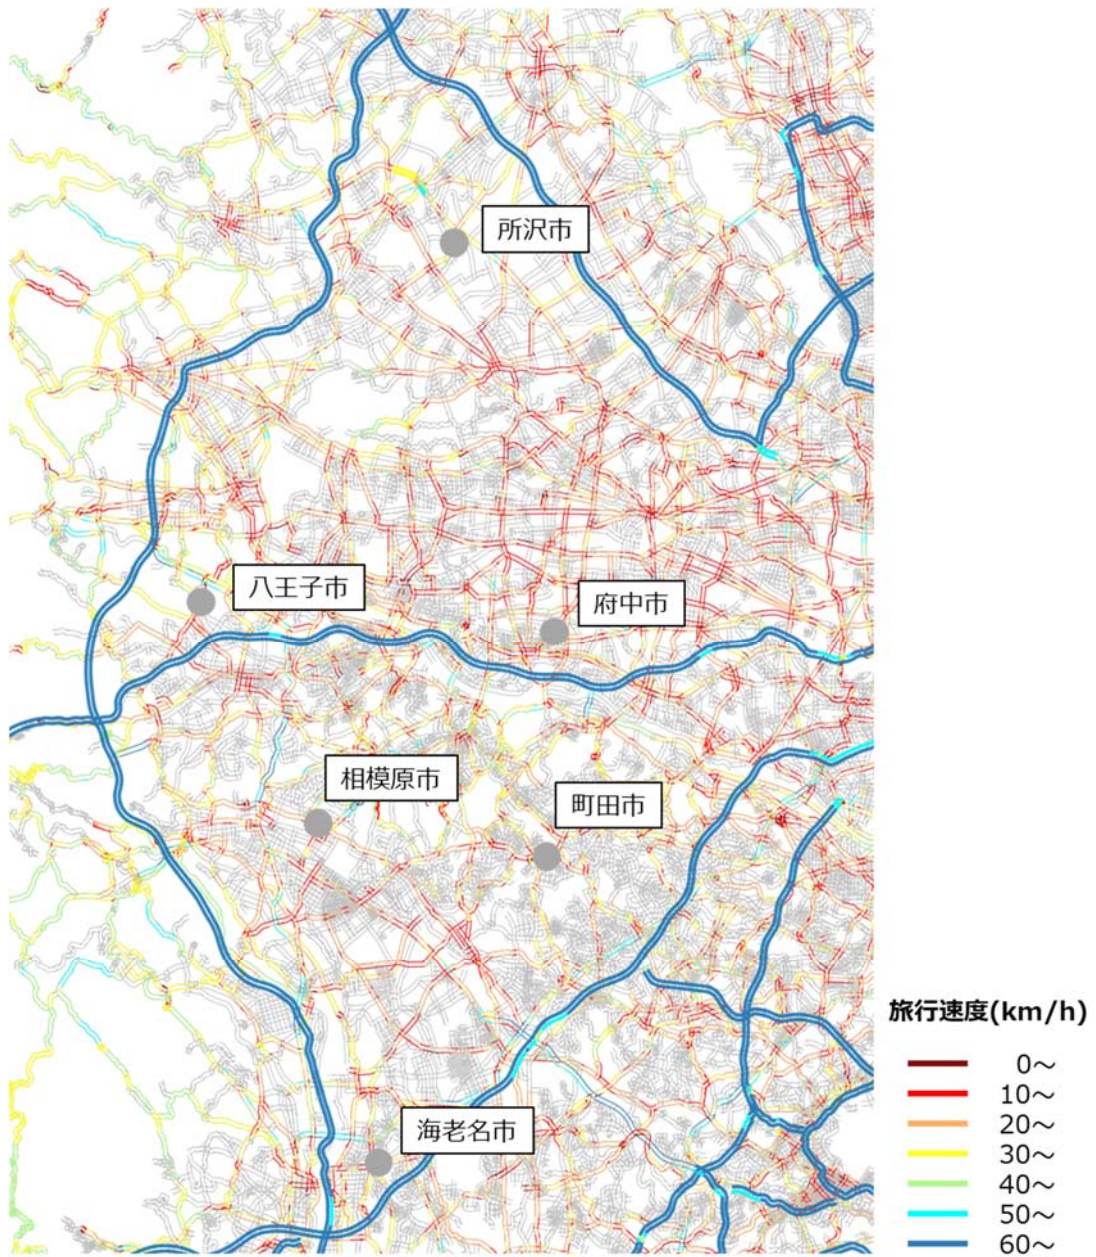 所沢市
八王子市
府中市
相模原市
町田市
海老名市
旅行速度(km/h)
0～
10～
20～
30～
40～
50～
60～